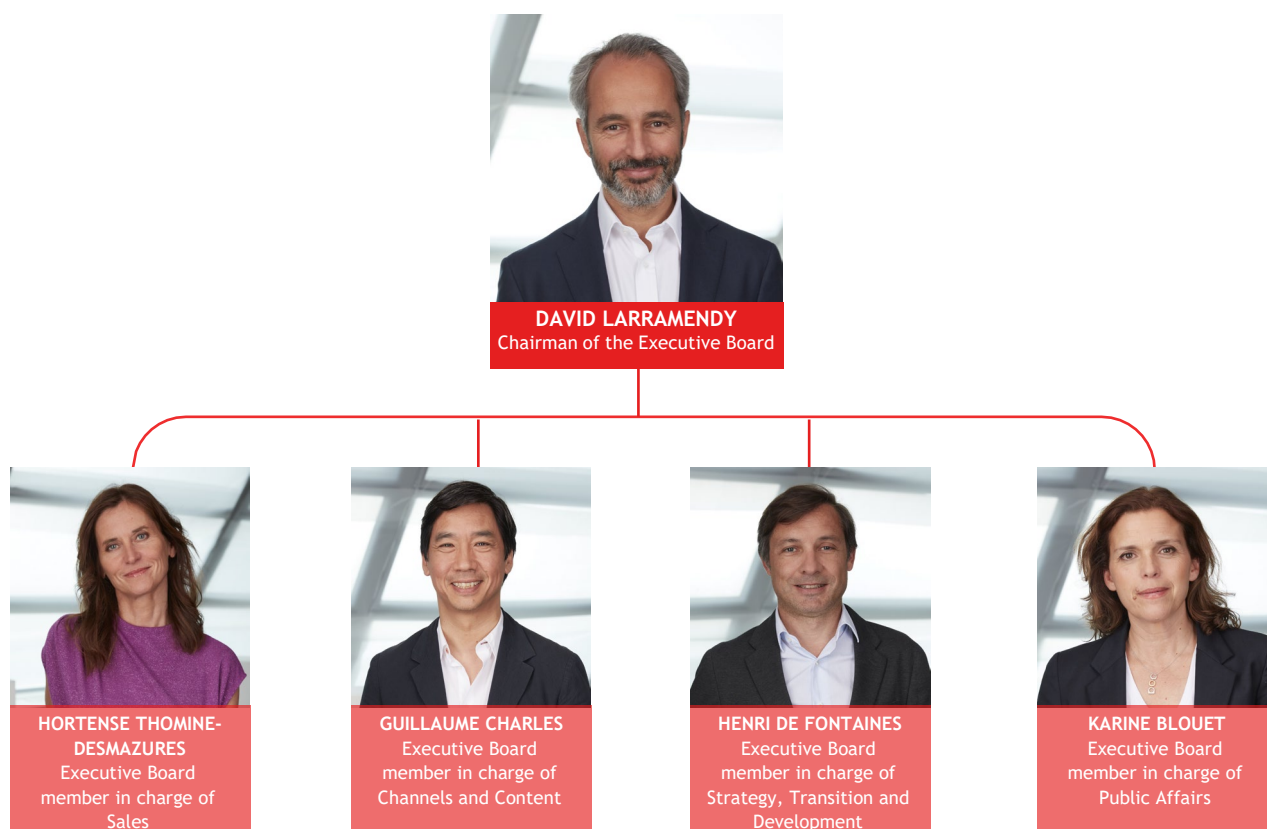 DAVID LARRAMENDY
Chairman of the Executive Board
HORTENSE THOMINE-
DESMAZURES
Executive Board
member in charge of
Sales
GUILLAUME CHARLES
Executive Board
member in charge of
Channels and Content
HENRI DE FONTAINES
Executive Board
member in charge of
Strategy, Transition and
Development
KARINE BLOUET
Executive Board
member in charge of
Public Affairs